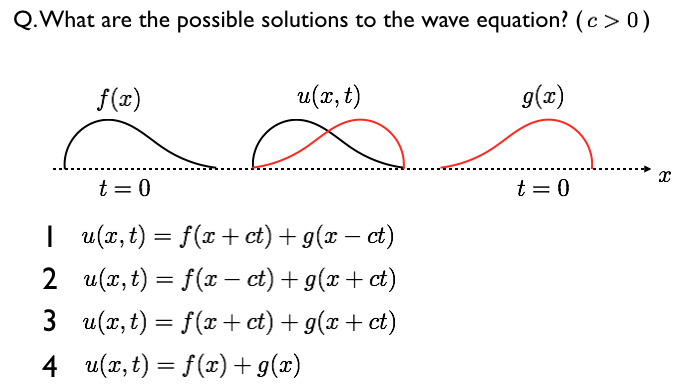 Q.What are the possible solutions to the wave equation? ( c > 0 )
f(x) u(x, t) g(x)
x
t = 0 t = 0
1 u(x, t) = f(x + ct) + g(x − ct)
2 u(x, t) = f(x − ct) + g(x + ct)
3 u(x, t) = f(x + ct) + g(x + ct)
4 u(x, t) = f(x) + g(x)